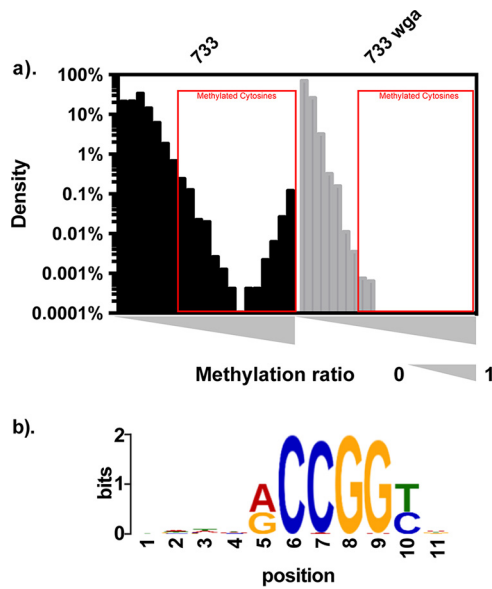 733
733 wga
a).
Methylated Cytosines
Methylated Cytosines
Density
100%
10%
1%
0.1%
0.01%
0.001%
0.0001%
Methylation ratio 0 1
b).
bits
2
1
0
A
G
CCGG
T
C
1 2 3 4 5 6 7 8 9 10 11
position